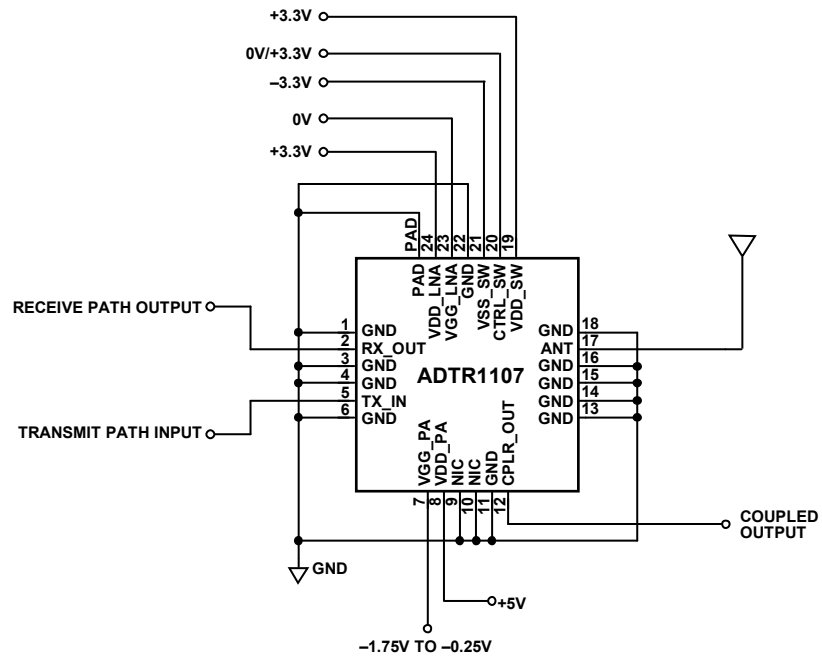 +3.3V
0V/+3.3V
–3.3V
0V
+3.3V
PAD
24
23
22
21
20
19
PAD
VDD_LNA
VGG_LNA
GND
VSS_SW
CTRL_SW
VDD_SW
RECEIVE PATH OUTPUT
TRANSMIT PATH INPUT
1 GND
2 RX_OUT
3 GND
4 GND
5 TX_IN
6 GND
ADTR1107
GND 18
ANT 17
GND 16
GND 15
GND 14
GND 13
VGG_PA
VDD_PA
NIC
NIC
GND
CPLR_OUT
7
8
9
10
11
12
COUPLED
OUTPUT
GND
+5V
–1.75V TO –0.25V